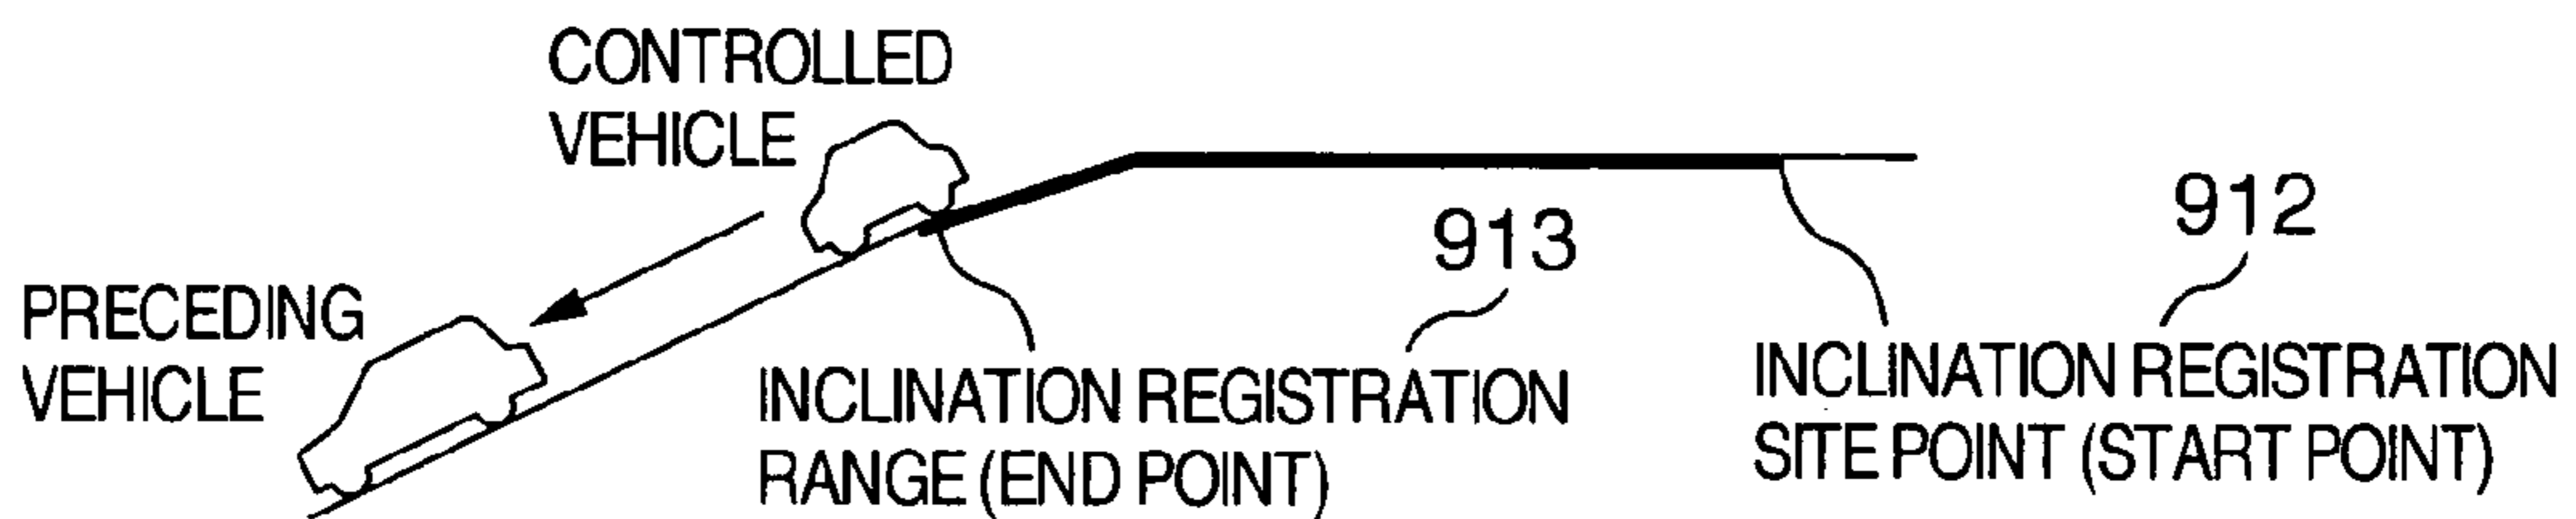 CONTROLLED
VEHICLE
912
913
PRECEDING
VEHICLE
INCLINATION REGISTRATION
RANGE (END POINT)
INCLINATION REGISTRATION
SITE POINT (START POINT)